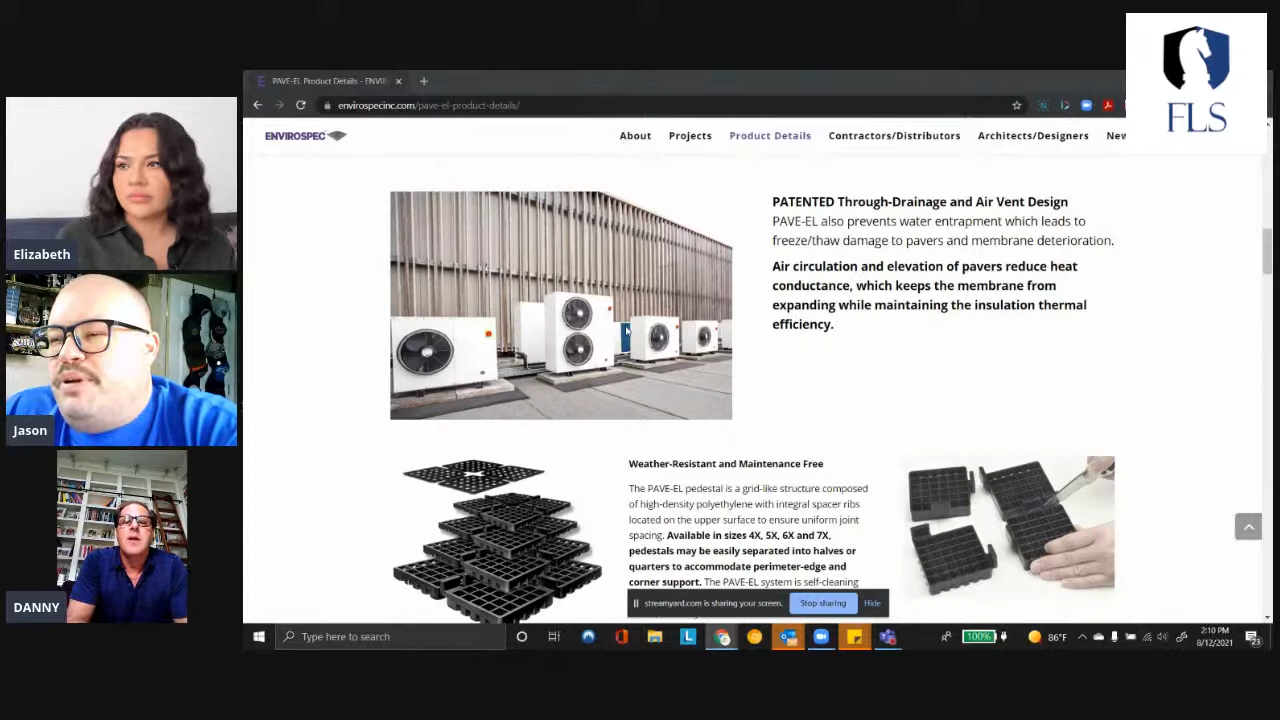 FLS
PAVE-EL Product Details - ENVIR
envirospecinc.com/pave-el-product-details/
ENVIROSPEC
About
Projects
Product Details
Contractors/Distributors
Architects/Designers
New
PATENTED Through-Drainage and Air Vent Design
PAVE-EL also prevents water entrapment which leads to
freeze/thaw damage to pavers and membrane deterioration.
Air circulation and elevation of pavers reduce heat
conductance, which keeps the membrane from
expanding while maintaining the insulation thermal
efficiency.
Elizabeth
Jason
DANNY
Weather-Resistant and Maintenance Free
The PAVE-EL pedestal is a grid-like structure composed
of high-density polyethylene with integral spacer ribs
located on the upper surface to ensure uniform joint
spacing. Available in sizes 4X, 5X, 6X and 7X,
pedestals may be easily separated into halves or
quarters to accommodate perimeter-edge and
corner support. The PAVE-EL system is self-cleaning
streamyard.com is sharing your screen.
Stop sharing
Hide
Type here to search
100%
86°F
2:10 PM
8/12/2021
23